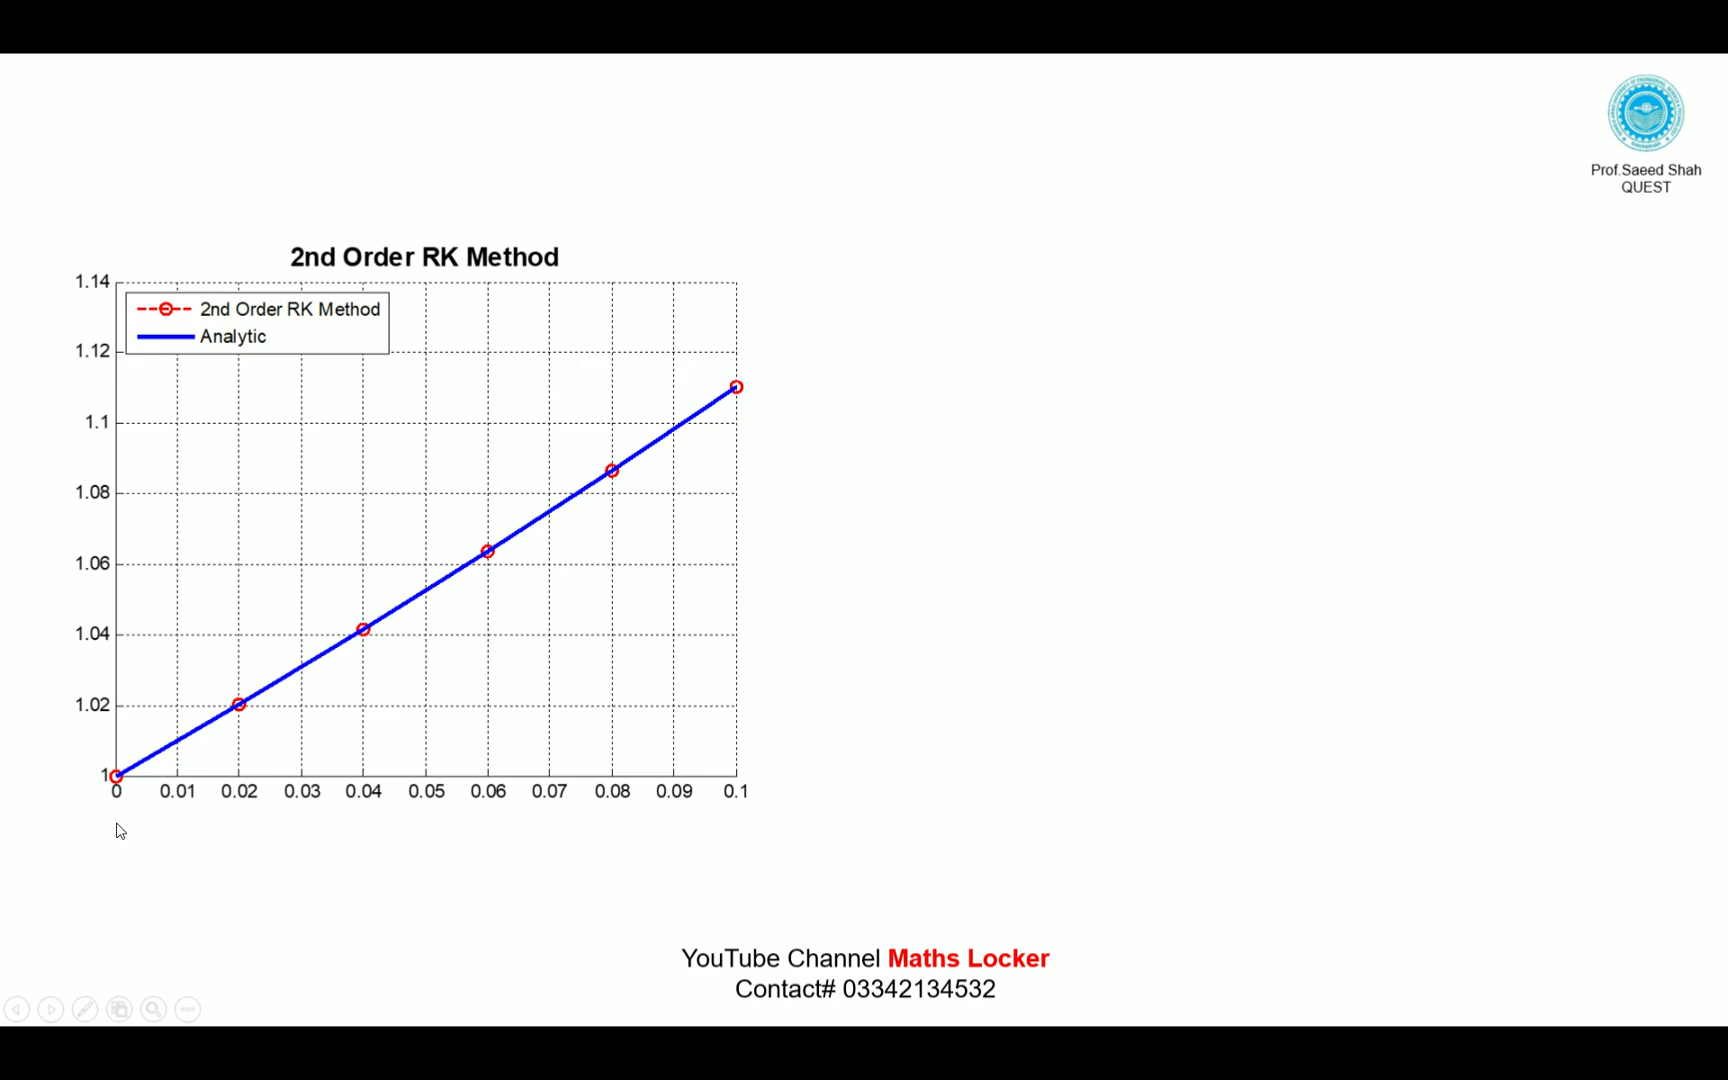 Prof.Saeed Shah
QUEST
2nd Order RK Method
1.14
2nd Order RK Method
Analytic
1.12
1.1
1.08
1.06
1.04
1.02
1
0 0.01 0.02 0.03 0.04 0.05 0.06 0.07 0.08 0.09 0.1
YouTube Channel Maths Locker
Contact# 03342134532